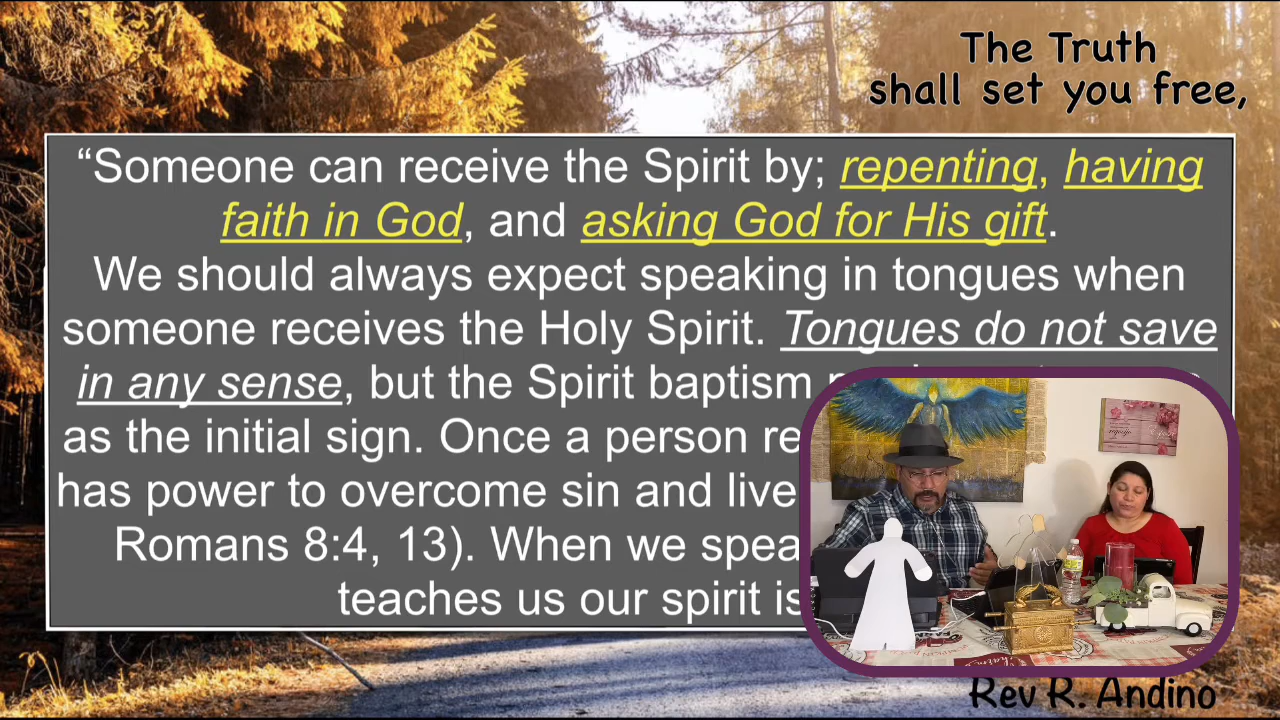 The Truth
shall set you free,
“Someone can receive the Spirit by; repenting, having
faith in God, and asking God for His gift.
We should always expect speaking in tongues when
someone receives the Holy Spirit. Tongues do not save
in any sense, but the Spirit baptism
as the initial sign. Once a person
has power to overcome sin and live
Romans 8:4, 13). When we
teaches us our spirit
Rev R. Andino